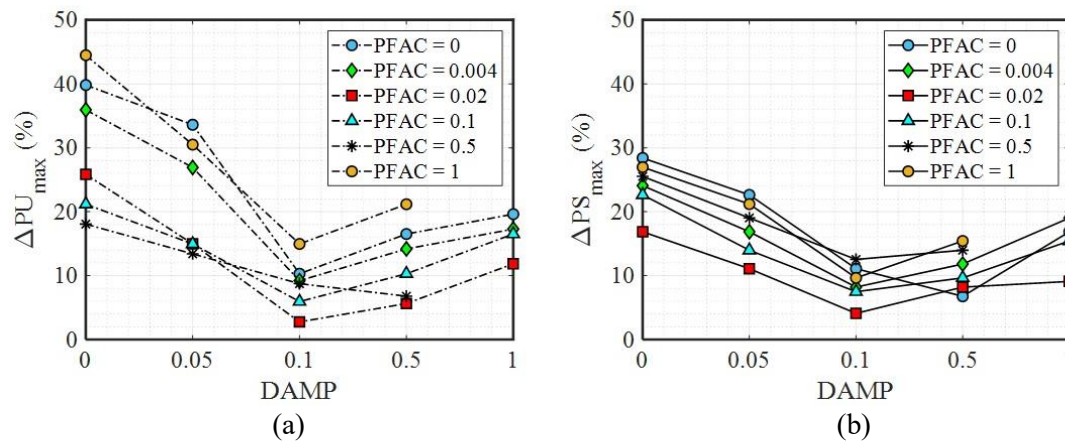 (a)
50
40
30
20
10
0
ΔPU_max (%)
0 0.05 0.1 0.5 1
DAMP
PFAC = 0
PFAC = 0.004
PFAC = 0.02
PFAC = 0.1
PFAC = 0.5
PFAC = 1
(b)
50
40
30
20
10
0
ΔPS_max (%)
0 0.05 0.1 0.5
DAMP
PFAC = 0
PFAC = 0.004
PFAC = 0.02
PFAC = 0.1
PFAC = 0.5
PFAC = 1